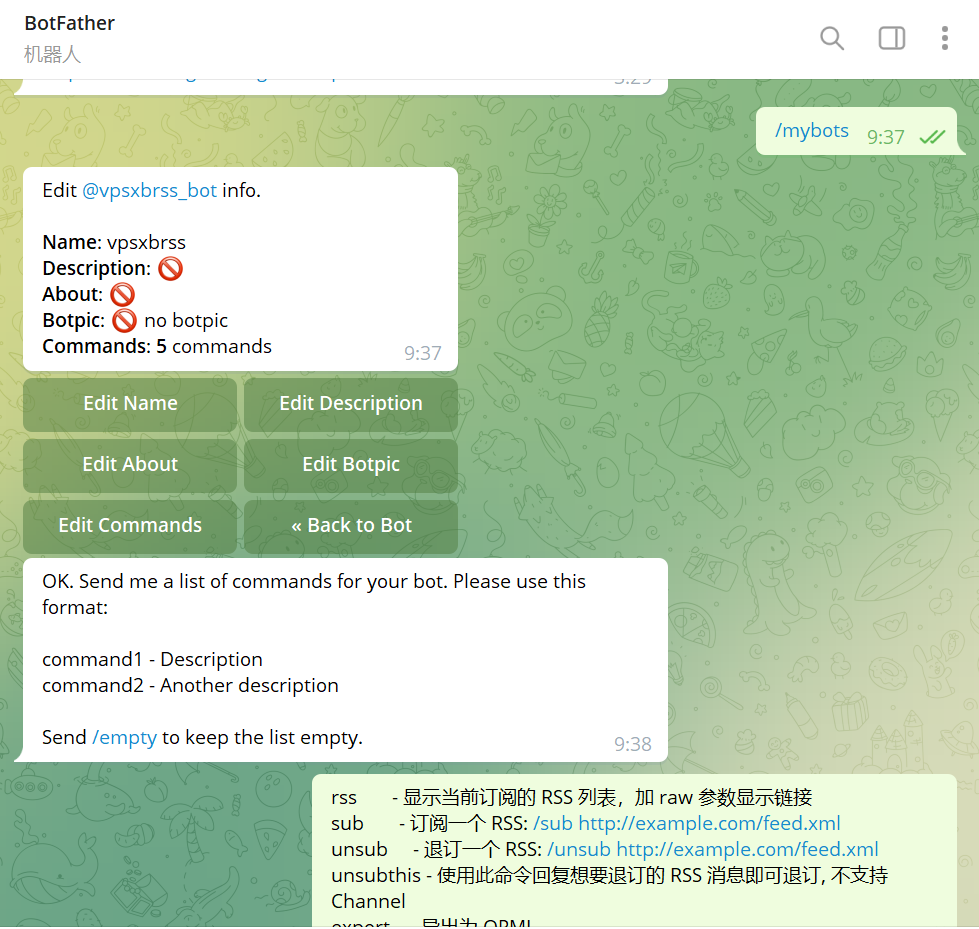 BotFather
机器人
/mybots 9:37
Edit @vpsxbrss_bot info.
Name: vpsxbrss
Description: 🚫
About: 🚫
Botpic: 🚫 no botpic
Commands: 5 commands
9:37
Edit Name
Edit Description
Edit About
Edit Botpic
Edit Commands
« Back to Bot
OK. Send me a list of commands for your bot. Please use this
format:
command1 - Description
command2 - Another description
Send /empty to keep the list empty.
9:38
rss - 显示当前订阅的 RSS 列表，加 raw 参数显示链接
sub - 订阅一个 RSS: /sub http://example.com/feed.xml
unsub - 退订一个 RSS: /unsub http://example.com/feed.xml
unsubthis - 使用此命令回复想要退订的 RSS 消息即可退订, 不支持
Channel
export - 导出为 OPML